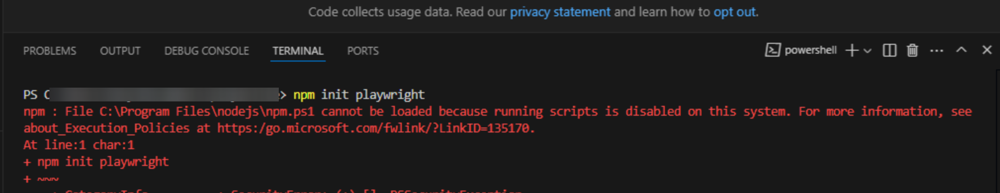 Code collects usage data. Read our privacy statement and learn how to opt out.
PROBLEMS OUTPUT DEBUG CONSOLE TERMINAL PORTS powershell
PS C > npm init playwright
npm : File C:\Program Files\nodejs\npm.ps1 cannot be loaded because running scripts is disabled on this system. For more information, see
about_Execution_Policies at https:/go.microsoft.com/fwlink/?LinkID=135170.
At line:1 char:1
+ npm init playwright
+ ~~~
+ CategoryInfo : SecurityError: (:) [], PSSecurityException